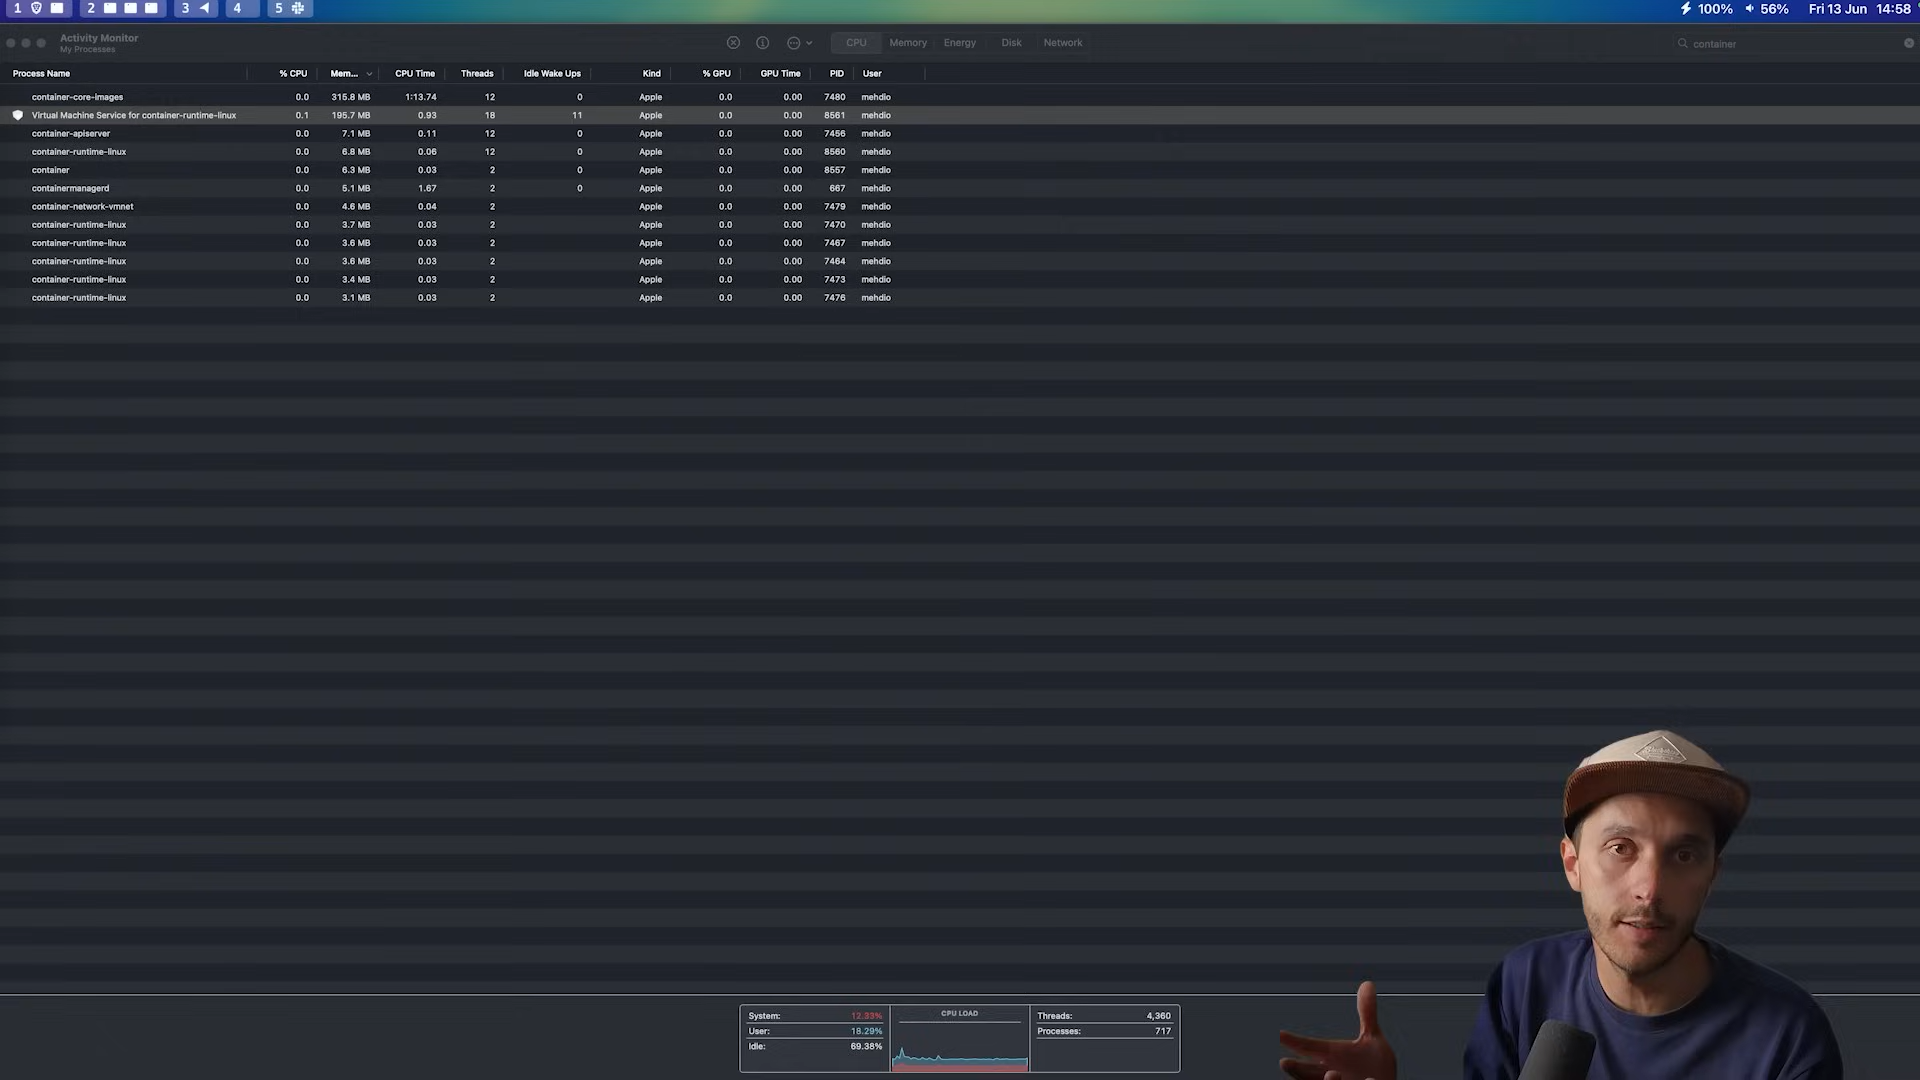 1 2 3 4 5 100% 56% Fri 13 Jun 14:58
Activity Monitor
My Processes
CPU Memory Energy Disk Network
container
Process Name % CPU Mem... CPU Time Threads Idle Wake Ups Kind % GPU GPU Time PID User
container-core-images 0.0 315.8 MB 1:13.74 12 0 Apple 0.0 0.00 7480 mehdio
Virtual Machine Service for container-runtime-linux 0.1 195.7 MB 0.93 18 11 Apple 0.0 0.00 8561 mehdio
container-apiserver 0.0 7.1 MB 0.11 12 0 Apple 0.0 0.00 7456 mehdio
container-runtime-linux 0.0 6.8 MB 0.06 12 0 Apple 0.0 0.00 8560 mehdio
container 0.0 6.3 MB 0.03 2 0 Apple 0.0 0.00 8557 mehdio
containermanagerd 0.0 5.1 MB 1.67 2 0 Apple 0.0 0.00 667 mehdio
container-network-vmnet 0.0 4.6 MB 0.04 2 Apple 0.0 0.00 7479 mehdio
container-runtime-linux 0.0 3.7 MB 0.03 2 Apple 0.0 0.00 7470 mehdio
container-runtime-linux 0.0 3.6 MB 0.03 2 Apple 0.0 0.00 7467 mehdio
container-runtime-linux 0.0 3.6 MB 0.03 2 Apple 0.0 0.00 7464 mehdio
container-runtime-linux 0.0 3.4 MB 0.03 2 Apple 0.0 0.00 7473 mehdio
container-runtime-linux 0.0 3.1 MB 0.03 2 Apple 0.0 0.00 7476 mehdio
System: 12.33% CPU LOAD Threads: 4,360
User: 18.29% Processes: 717
Idle: 69.38%